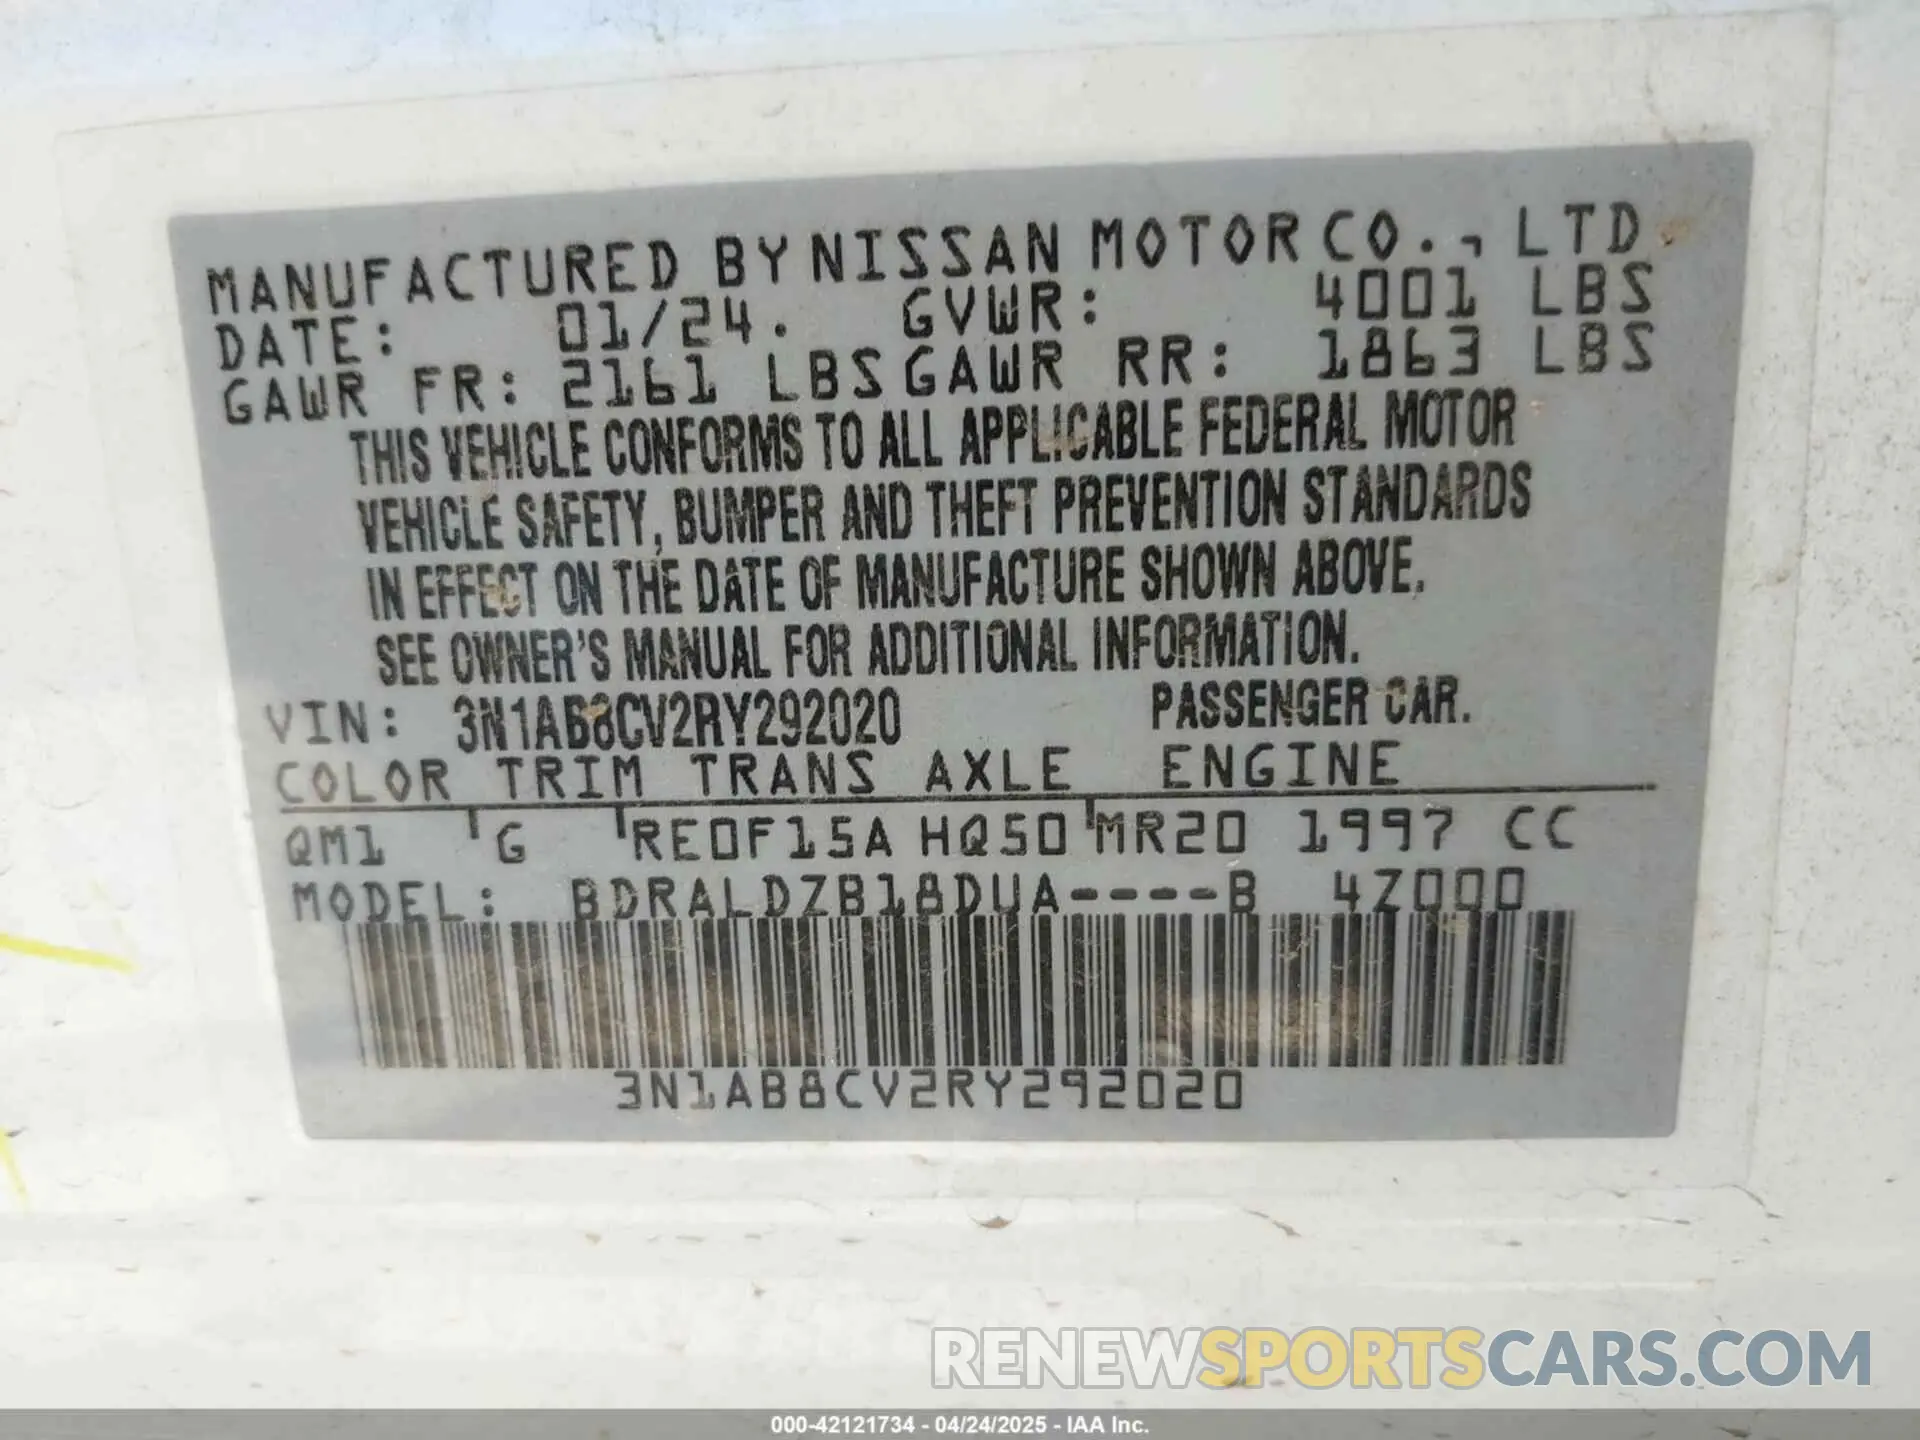 MANUFACTURED BY NISSAN MOTOR CO., LTD
DATE: 01/24. GVWR: 4001 LBS
GAWR FR: 2161 LBS GAWR RR: 1863 LBS
THIS VEHICLE CONFORMS TO ALL APPLICABLE FEDERAL MOTOR
VEHICLE SAFETY, BUMPER AND THEFT PREVENTION STANDARDS
IN EFFECT ON THE DATE OF MANUFACTURE SHOWN ABOVE.
SEE OWNER'S MANUAL FOR ADDITIONAL INFORMATION.
VIN: 3N1AB8CV2RY292020 PASSENGER CAR.
COLOR TRIM TRANS AXLE ENGINE
QM1 G RE0F15A HQ50 MR20 1997 CC
MODEL: BDRALDZB18DUA----B 4Z000
3N1AB8CV2RY292020
RENEWSPORTSCARS.COM
000-42121734 - 04/24/2025 - IAA Inc.